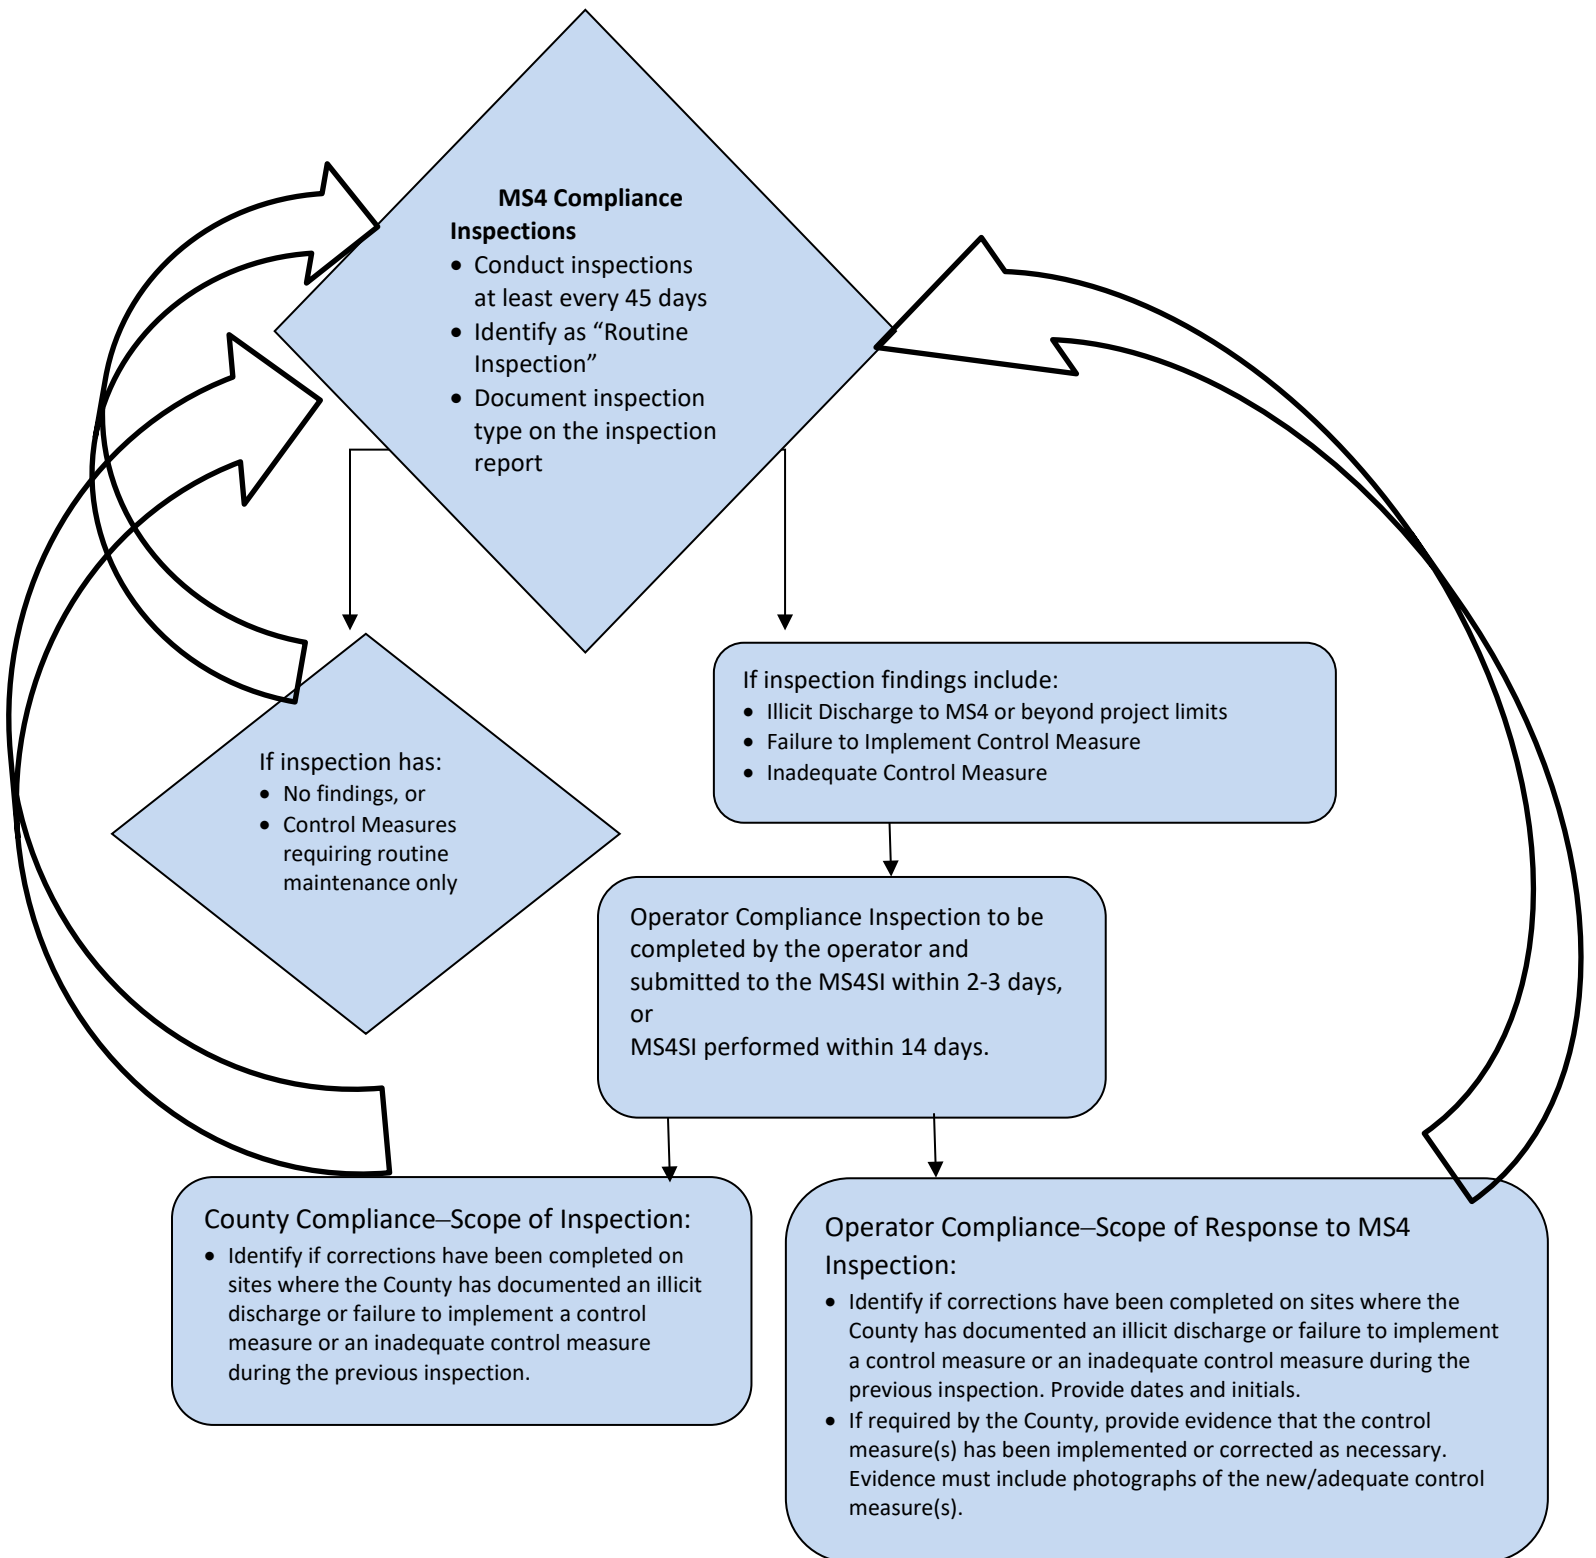 MS4 Compliance
Inspections
• Conduct inspections
at least every 45 days
• Identify as “Routine
Inspection”
• Document inspection
type on the inspection
report
If inspection has:
• No findings, or
• Control Measures
requiring routine
maintenance only
If inspection findings include:
• Illicit Discharge to MS4 or beyond project limits
• Failure to Implement Control Measure
• Inadequate Control Measure
Operator Compliance Inspection to be
completed by the operator and
submitted to the MS4SI within 2-3 days,
or
MS4SI performed within 14 days.
County Compliance–Scope of Inspection:
• Identify if corrections have been completed on
sites where the County has documented an illicit
discharge or failure to implement a control
measure or an inadequate control measure
during the previous inspection.
Operator Compliance–Scope of Response to MS4
Inspection:
• Identify if corrections have been completed on sites where the
County has documented an illicit discharge or failure to implement
a control measure or an inadequate control measure during the
previous inspection. Provide dates and initials.
• If required by the County, provide evidence that the control
measure(s) has been implemented or corrected as necessary.
Evidence must include photographs of the new/adequate control
measure(s).